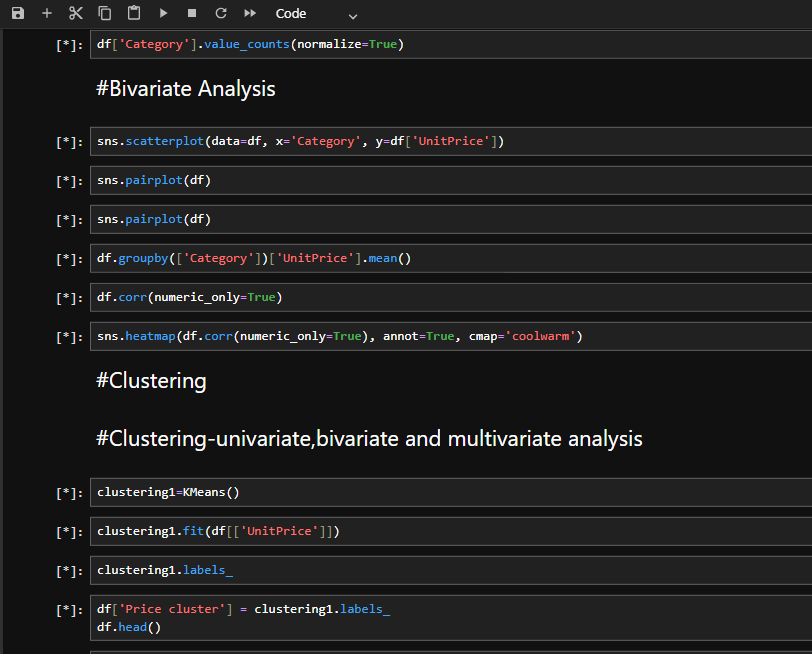 Code
[*]: df['Category'].value_counts(normalize=True)
#Bivariate Analysis
[*]: sns.scatterplot(data=df, x='Category', y=df['UnitPrice'])
[*]: sns.pairplot(df)
[*]: sns.pairplot(df)
[*]: df.groupby(['Category'])['UnitPrice'].mean()
[*]: df.corr(numeric_only=True)
[*]: sns.heatmap(df.corr(numeric_only=True), annot=True, cmap='coolwarm')
#Clustering
#Clustering-univariate,bivariate and multivariate analysis
[*]: clustering1=KMeans()
[*]: clustering1.fit(df[['UnitPrice']])
[*]: clustering1.labels_
[*]: df['Price cluster'] = clustering1.labels_
df.head()